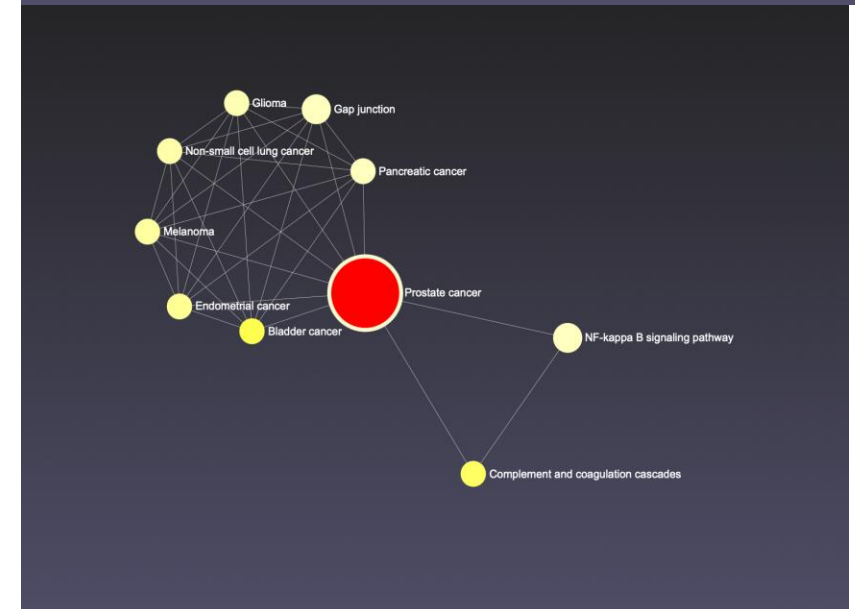 Glioma
Gap junction
Non-small cell lung cancer
Pancreatic cancer
Melanoma
Prostate cancer
Endometrial cancer
Bladder cancer
NF-kappa B signaling pathway
Complement and coagulation cascades